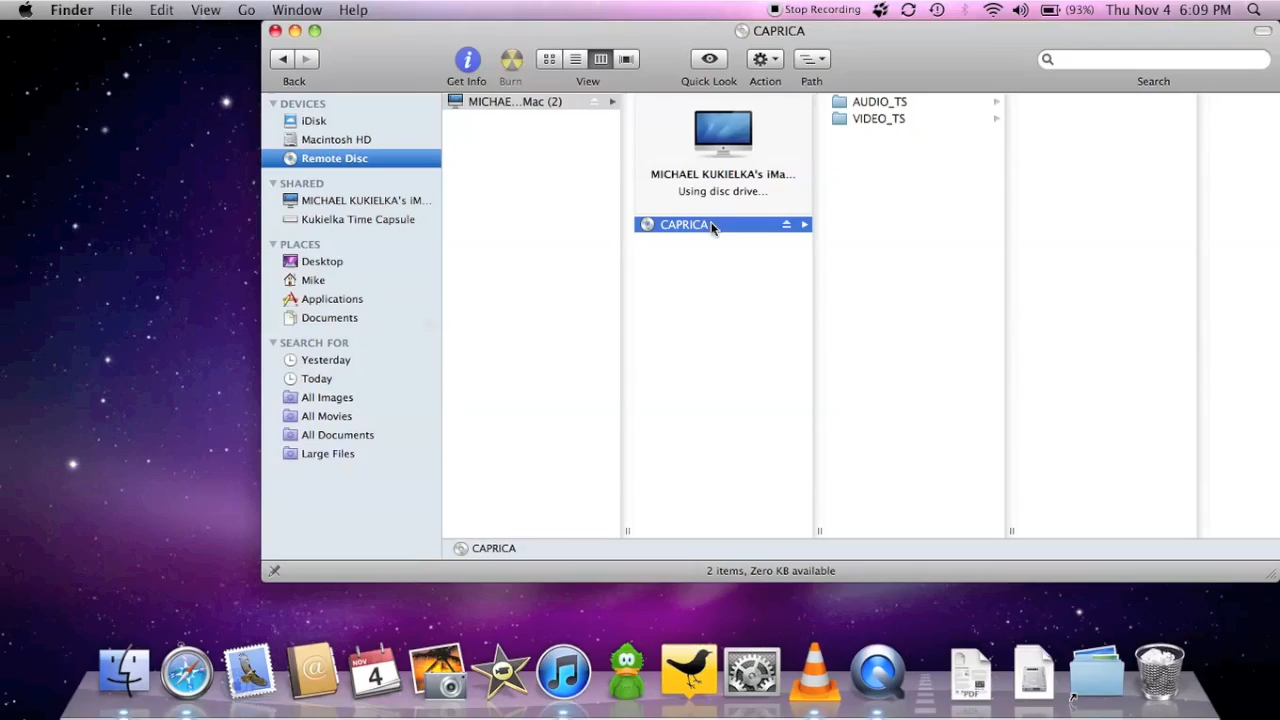 Finder File Edit View Go Window Help Stop Recording (93%) Thu Nov 4 6:09 PM
CAPRICA
Back Get Info Burn View Quick Look Action Path Search
DEVICES
iDisk
Macintosh HD
Remote Disc
SHARED
MICHAEL KUKIELKA's iM...
Kukielka Time Capsule
PLACES
Desktop
Mike
Applications
Documents
SEARCH FOR
Yesterday
Today
All Images
All Movies
All Documents
Large Files
MICHAE...Mac (2)
MICHAEL KUKIELKA's iMa...
Using disc drive...
CAPRICA
AUDIO_TS
VIDEO_TS
CAPRICA
2 items, Zero KB available
NOV
4
PDF